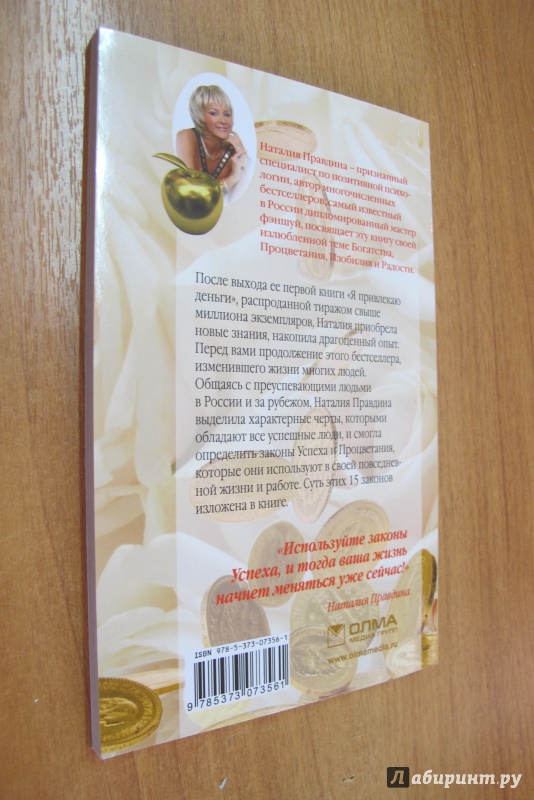 Наталия Правдина – признанный
специалист по позитивной психо-
логии, автор многочисленных
бестселлеров, самый известный
в России дипломированный мастер
фэншуй, посвящает эту книгу своей
излюбленной теме Богатства,
Процветания, Изобилия и Радости.
После выхода ее первой книги «Я привлекаю
деньги», распроданной тиражом свыше
миллиона экземпляров, Наталия приобрела
новые знания, накопила драгоценный опыт.
Перед вами продолжение этого бестселлера,
изменившего жизни многих людей.
Общаясь с преуспевающими людьми
в России и за рубежом, Наталия Правдина
выделила характерные черты, которыми
обладают все успешные люди, и смогла
определить законы Успеха и Процветания,
которые они используют в своей повседнев-
ной жизни и работе. Суть этих 15 законов
изложена в книге.
«Используйте законы
Успеха, и тогда ваша жизнь
начнет меняться уже сейчас!»
Наталия Правдина
ОЛМА
МЕДИА ГРУПП
www.olmamedia.ru
ISBN 978-5-373-07356-1
9 785373 073561
Лабиринт.ру